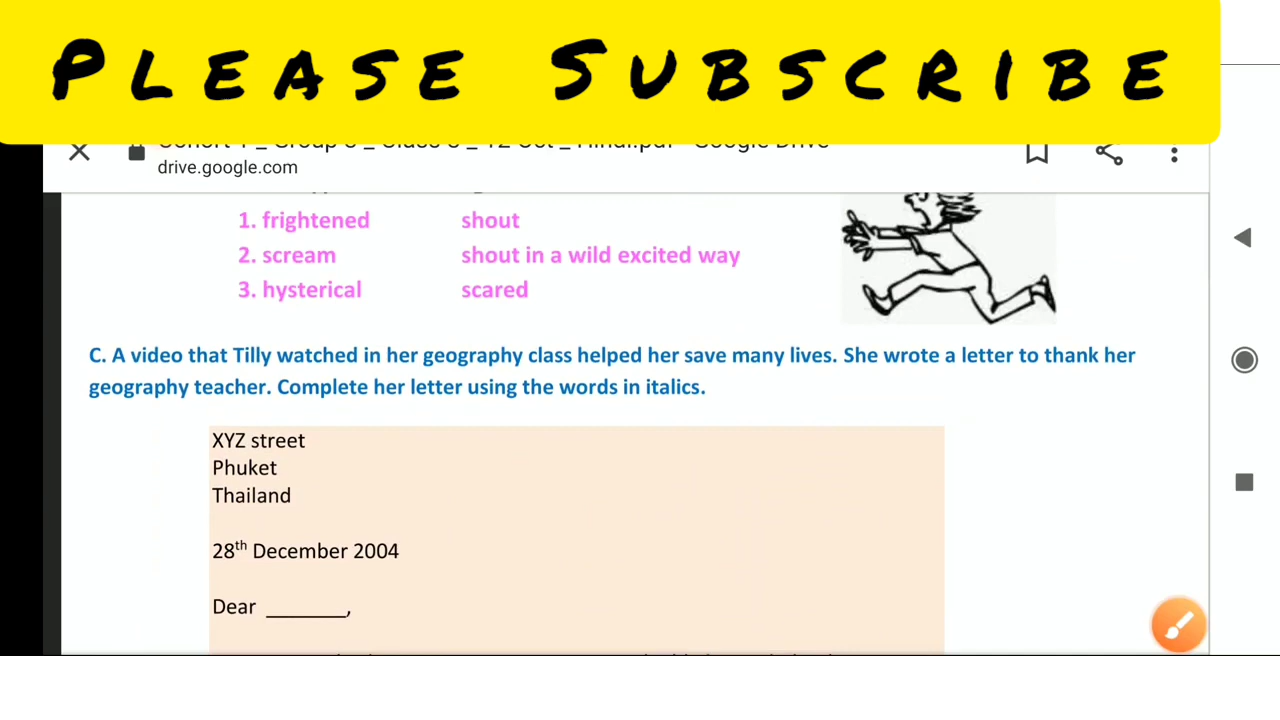 PLEASE SUBSCRIBE
drive.google.com
1. frightened shout
2. scream shout in a wild excited way
3. hysterical scared
C. A video that Tilly watched in her geography class helped her save many lives. She wrote a letter to thank her
geography teacher. Complete her letter using the words in italics.
XYZ street
Phuket
Thailand
28th December 2004
Dear _______,